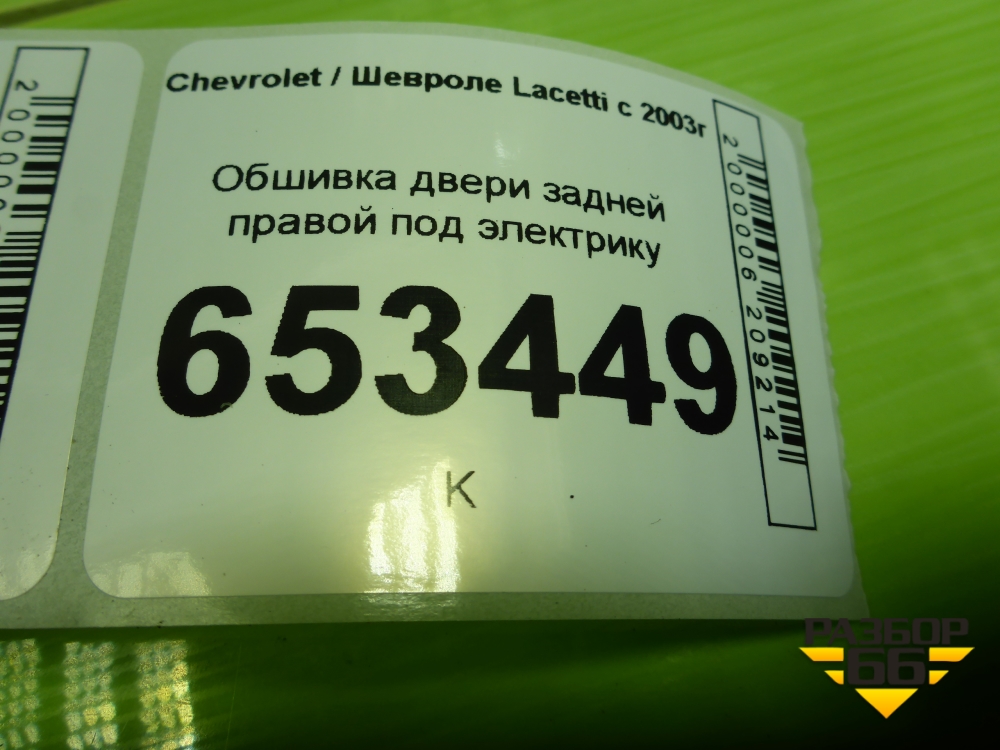 Chevrolet / Шевроле Lacetti с 2003г
Обшивка двери задней
правой под электрику
653449
К
2000006209214
РАЗБОР
66